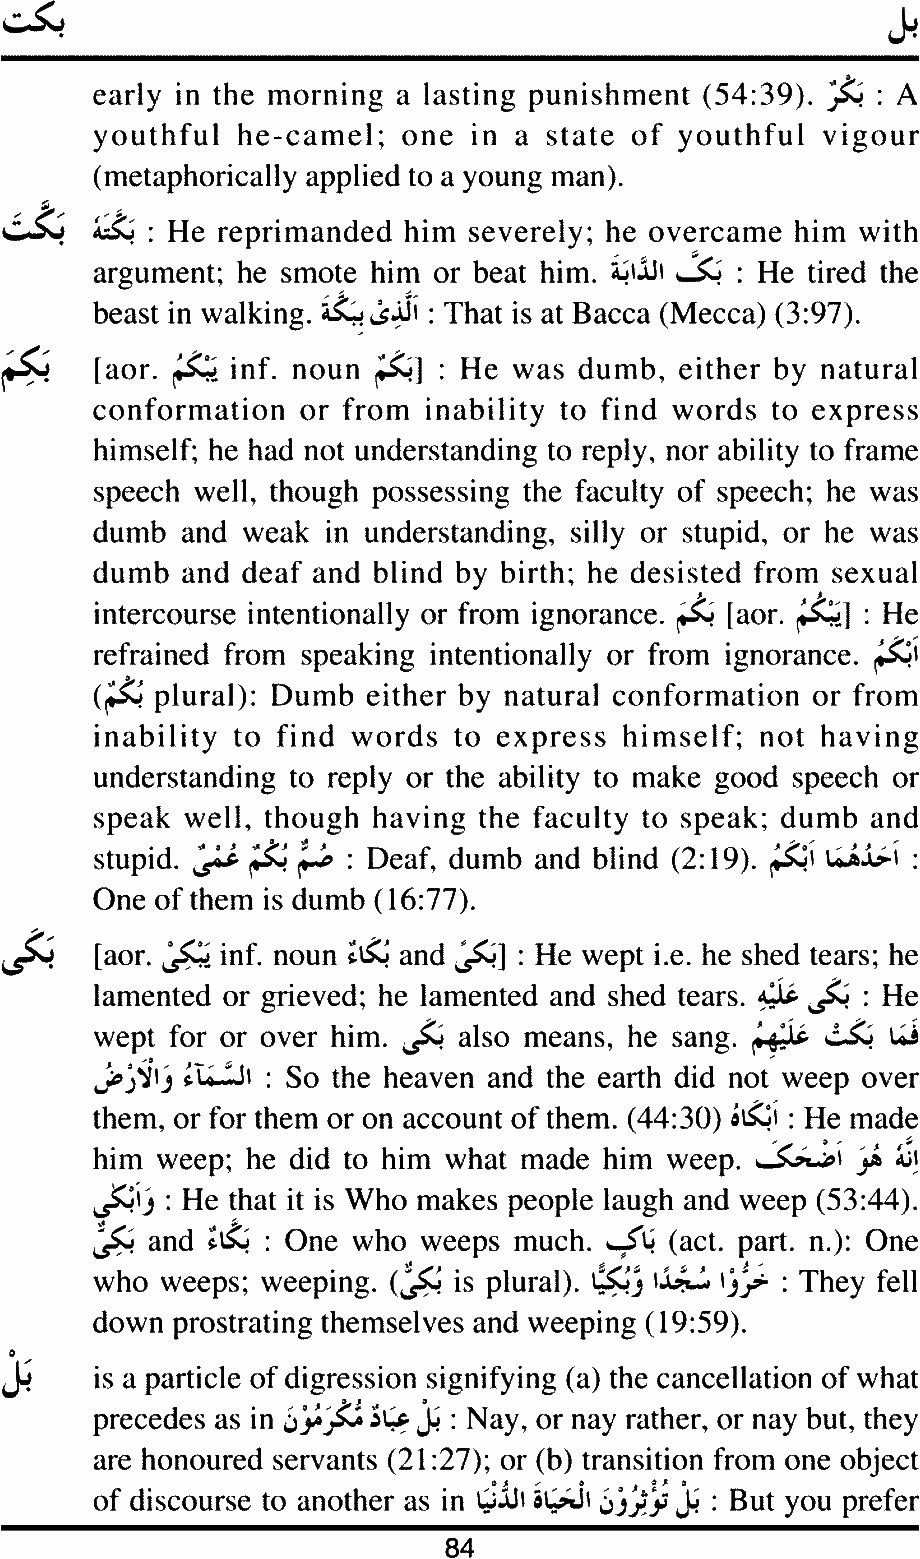 بكت بل
early in the morning a lasting punishment (54:39). بَكْرٌ : A
youthful he-camel; one in a state of youthful vigour
(metaphorically applied to a young man).
بَكَّتَ بَكَّتَهُ : He reprimanded him severely; he overcame him with
argument; he smote him or beat him. بَكَّ الدَّابَةَ : He tired the
beast in walking. اَلَّذِیْ بِبَكَّةَ : That is at Bacca (Mecca) (3:97).
بَكِمَ [aor. يَبْكَمُ inf. noun بَكَمٌ] : He was dumb, either by natural
conformation or from inability to find words to express
himself; he had not understanding to reply, nor ability to frame
speech well, though possessing the faculty of speech; he was
dumb and weak in understanding, silly or stupid, or he was
dumb and deaf and blind by birth; he desisted from sexual
intercourse intentionally or from ignorance. بَكُمَ [aor. يَبْكُمُ] : He
refrained from speaking intentionally or from ignorance. اَبْكَمُ
(بُكْمٌ plural): Dumb either by natural conformation or from
inability to find words to express himself; not having
understanding to reply or the ability to make good speech or
speak well, though having the faculty to speak; dumb and
stupid. صُمٌّ بُكْمٌ عُمْیٌ : Deaf, dumb and blind (2:19). اَحَدُهُمَا اَبْكَمُ :
One of them is dumb (16:77).
بَكَی [aor. يَبْكِیْ inf. noun بُكَاءٌ and بُكیً] : He wept i.e. he shed tears; he
lamented or grieved; he lamented and shed tears. بَكَی عَلَيْهِ : He
wept for or over him. بَكَی also means, he sang. فَمَا بَكَتْ عَلَيْهِمُ
السَّمَآءُ وَالْاَرْضُ : So the heaven and the earth did not weep over
them, or for them or on account of them. (44:30) اَبْكَاهُ : He made
him weep; he did to him what made him weep. اِنَّهُ هُوَ اَضْحَكَ
وَاَبْكٰی : He that it is Who makes people laugh and weep (53:44).
بَكِیٌّ and بَكَّاءٌ : One who weeps much. بَاكٍ (act. part. n.): One
who weeps; weeping. (بُكِیٌّ is plural). خَرُّوْا سُجَّدًا وَّبُكِيًّا : They fell
down prostrating themselves and weeping (19:59).
بَلْ is a particle of digression signifying (a) the cancellation of what
precedes as in بَلْ عِبَادٌ مُّكْرَمُوْنَ : Nay, or nay rather, or nay but, they
are honoured servants (21:27); or (b) transition from one object
of discourse to another as in بَلْ تُؤْثِرُوْنَ الْحَيَاةَ الدُّنْيَا : But you prefer
84